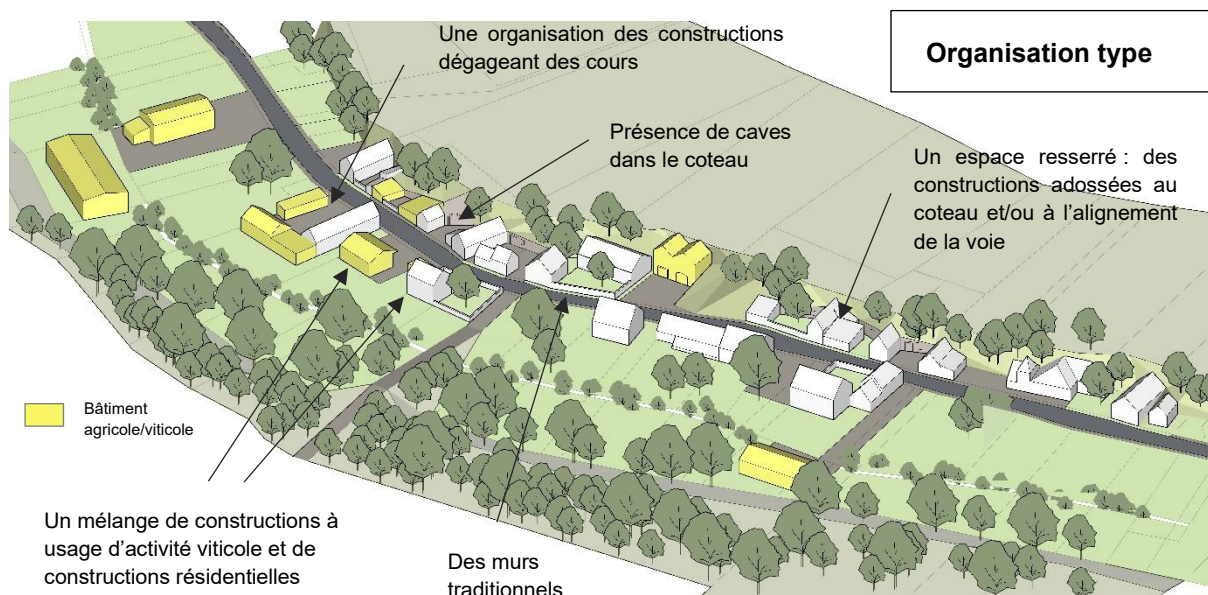 Une organisation des constructions
dégageant des cours
Organisation type
Présence de caves
dans le coteau
Un espace resserré : des
constructions adossées au
coteau et/ou à l'alignement
de la voie
Bâtiment
agricole/viticole
Un mélange de constructions à
usage d'activité viticole et de
constructions résidentielles
Des murs
traditionnels